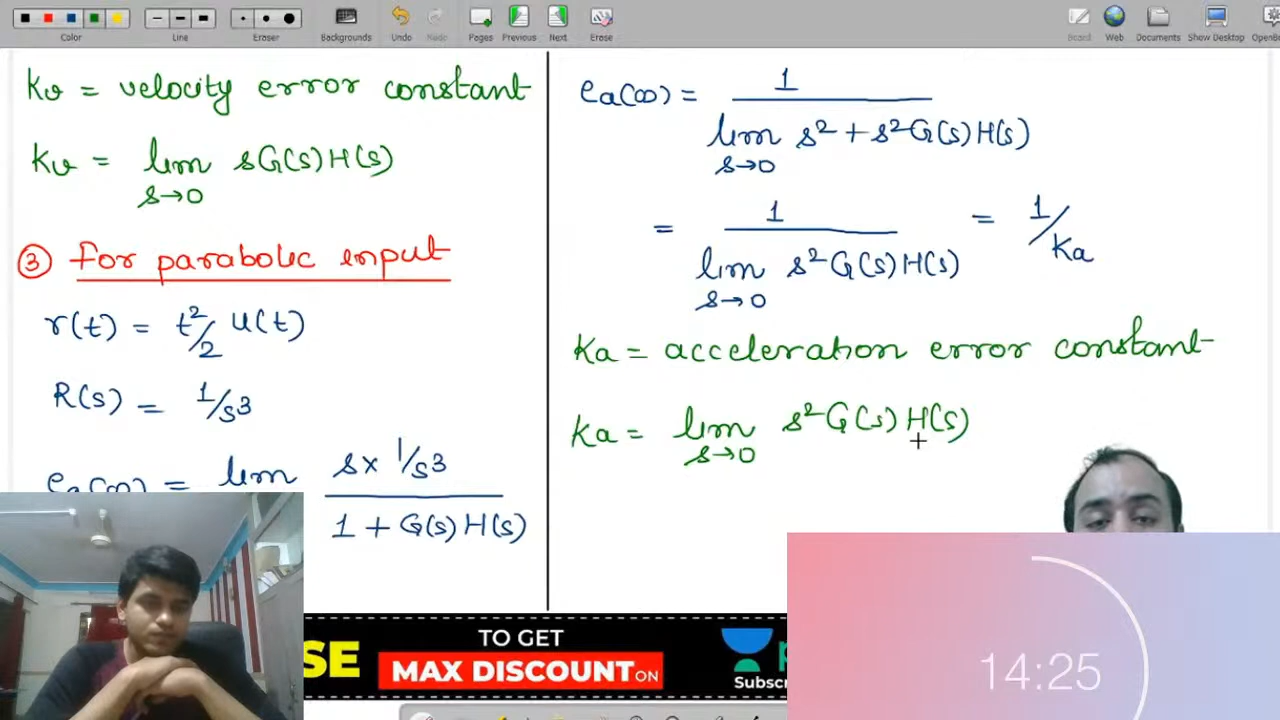 Color
Line
Eraser
Backgrounds
Undo
Redo
Pages
Previous
Next
Erase
Board
Web
Documents
Show Desktop
Kv = velocity error constant
Kv = lim s→0 sG(s)H(s)
③ For parabolic input
r(t) = t²/2 u(t)
R(s) = 1/s³
ea(∞) = lim s× 1/s³
1 + G(s)H(s)
ea(∞) = 1
lim s→0 s² + s²G(s)H(s)
= 1 = 1/Ka
lim s→0 s²G(s)H(s)
Ka = acceleration error constant
Ka = lim s→0 s²G(s)H(s)
TO GET
MAX DISCOUNT ON
14:25